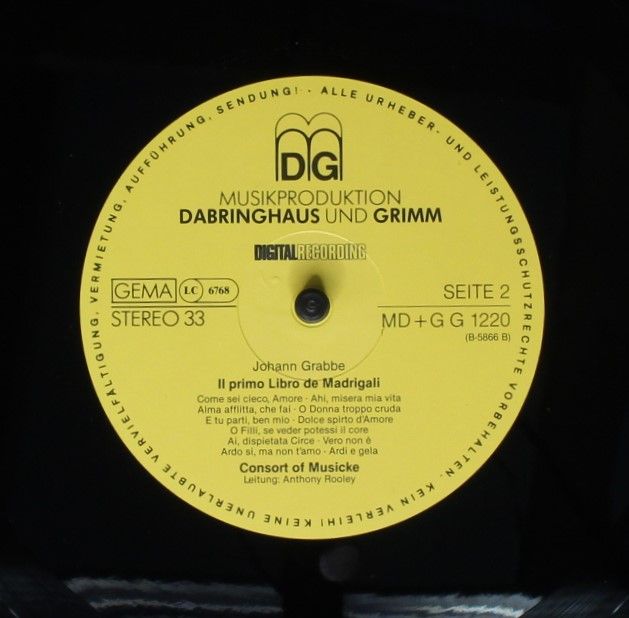 ALLE URHEBER- UND LEISTUNGSSCHUTZRECHTE VORBEHALTEN. KEIN VERLEIH! KEINE UNERLAUBTE VERVIELFÄLTIGUNG, VERMIETUNG, AUFFÜHRUNG, SENDUNG! ·
DG
MUSIKPRODUKTION
DABRINGHAUS UND GRIMM
DIGITALRECORDING
GEMA LC 6768
STEREO 33
SEITE 2
MD+G G 1220
(B-5866 B)
Johann Grabbe
Il primo Libro de Madrigali
Come sei cieco, Amore · Ahi, misera mia vita
Alma afflitta, che fai · O Donna troppo cruda
E tu parti, ben mio · Dolce spirto d'Amore
O Filli, se veder potessi il core
Ai, dispietata Circe · Vero non è
Ardo sì, ma non t'amo · Ardi e gela
Consort of Musicke
Leitung: Anthony Rooley